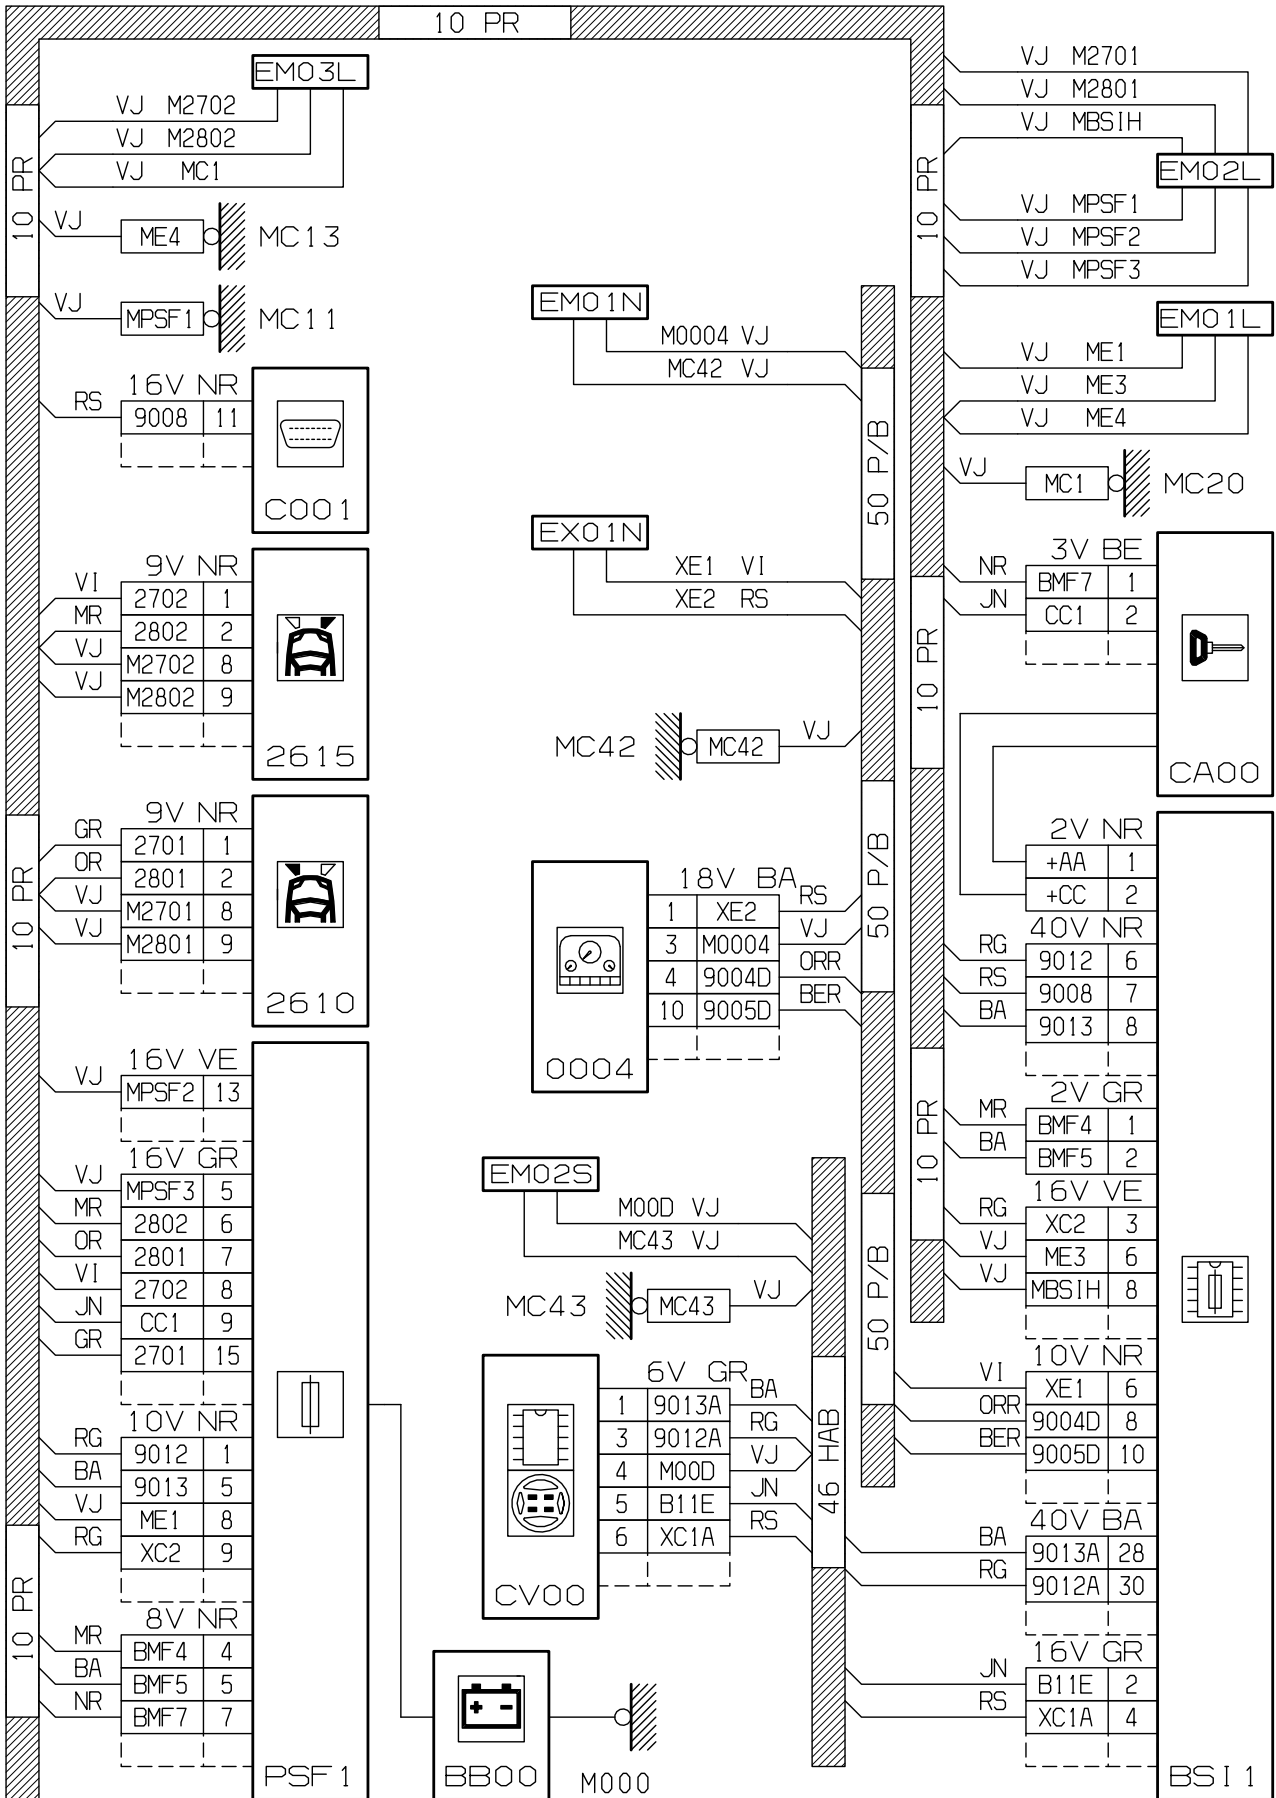 10 PR
EM03L
VJ M2702
VJ M2802
VJ MC1
10 PR
VJ ME4 MC13
VJ MPSF1 MC11
16V NR
RS 9008 11
C001
9V NR
VI 2702 1
MR 2802 2
VJ M2702 8
VJ M2802 9
2615
9V NR
GR 2701 1
OR 2801 2
VJ M2701 8
VJ M2801 9
2610
10 PR
16V VE
VJ MPSF2 13
16V GR
VJ MPSF3 5
MR 2802 6
OR 2801 7
VI 2702 8
JN CC1 9
GR 2701 15
10V NR
RG 9012 1
BA 9013 5
VJ ME1 8
RG XC2 9
10 PR
8V NR
MR BMF4 4
BA BMF5 5
NR BMF7 7
PSF1
EM01N
M0004 VJ
MC42 VJ
50 P/B
EX01N
XE1 VI
XE2 RS
MC42 MC42 VJ
18V BA
1 XE2 RS
3 M0004 VJ
4 9004D ORR
10 9005D BER
0004
50 P/B
EM02S
M00D VJ
MC43 VJ
MC43 MC43 VJ
50 P/B
6V GR
1 9013A BA
3 9012A RG
4 M00D VJ
5 B11E JN
6 XC1A RS
CV00
46 HAB
BB00
M000
VJ M2701
VJ M2801
VJ MBSIH
EM02L
10 PR
VJ MPSF1
VJ MPSF2
VJ MPSF3
EM01L
VJ ME1
VJ ME3
VJ ME4
VJ MC1 MC20
3V BE
NR BMF7 1
JN CC1 2
10 PR
CA00
2V NR
+AA 1
+CC 2
40V NR
RG 9012 6
RS 9008 7
BA 9013 8
10 PR
2V GR
MR BMF4 1
BA BMF5 2
16V VE
RG XC2 3
VJ ME3 6
VJ MBSIH 8
10V NR
VI XE1 6
ORR 9004D 8
BER 9005D 10
40V BA
BA 9013A 28
RG 9012A 30
16V GR
JN B11E 2
RS XC1A 4
BSI1